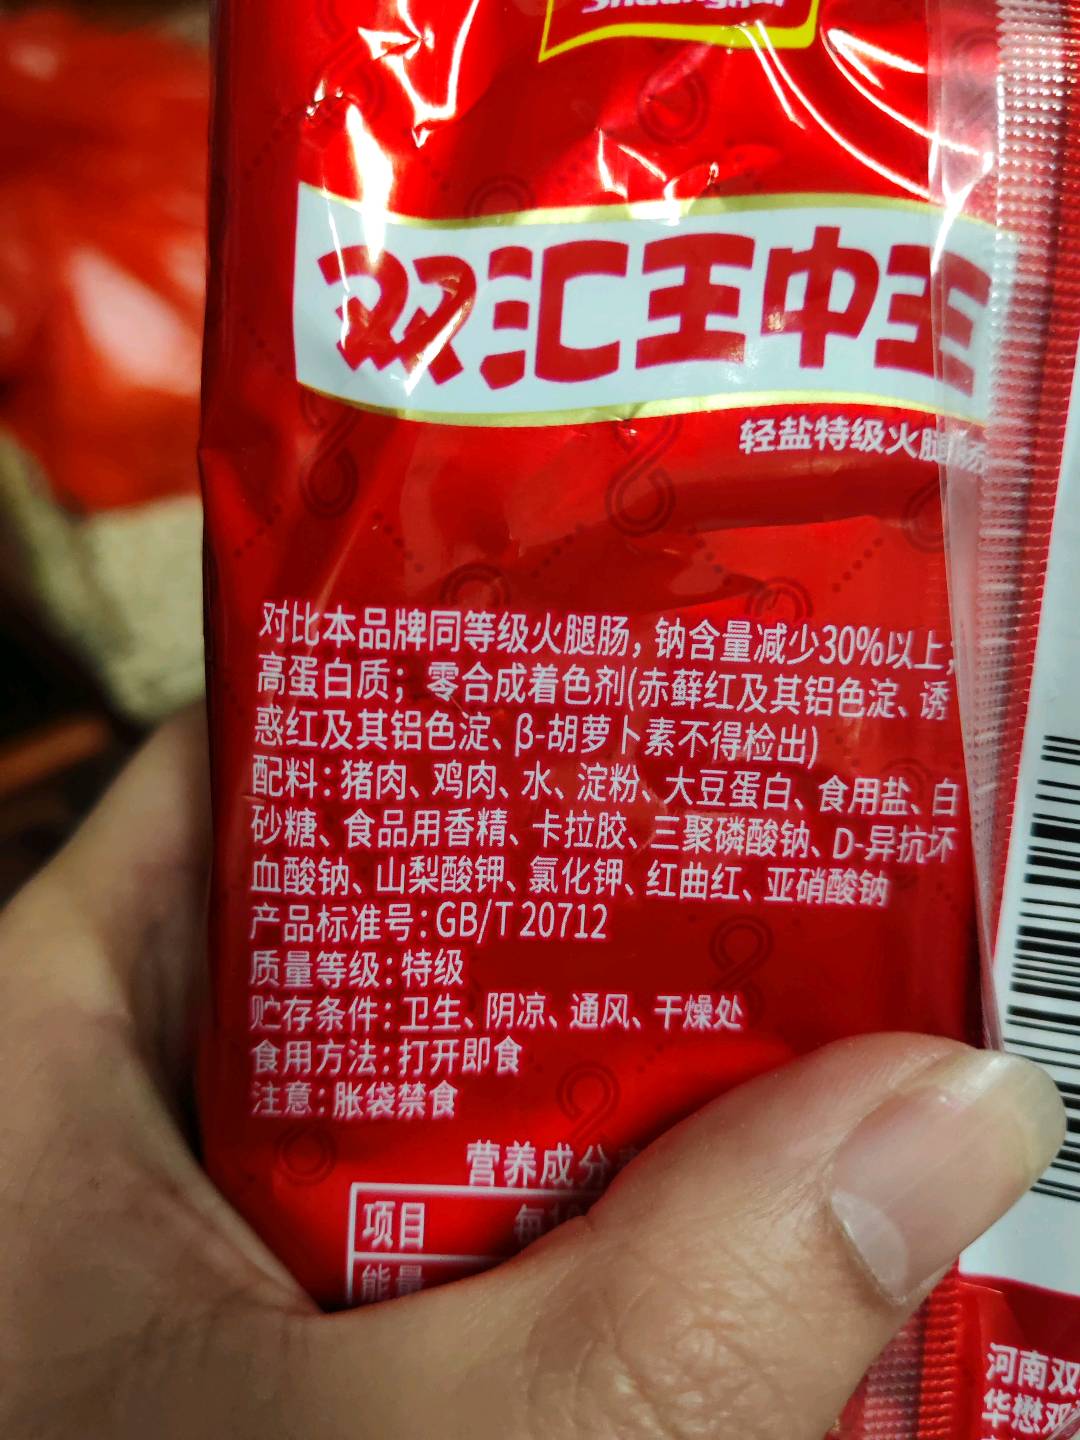 Shuanghui
双汇王中王
轻盐特级火腿肠
对比本品牌同等级火腿肠，钠含量减少30%以上；
高蛋白质；零合成着色剂(赤藓红及其铝色淀、诱
惑红及其铝色淀、β-胡萝卜素不得检出)
配料：猪肉、鸡肉、水、淀粉、大豆蛋白、食用盐、白
砂糖、食品用香精、卡拉胶、三聚磷酸钠、D-异抗坏
血酸钠、山梨酸钾、氯化钾、红曲红、亚硝酸钠
产品标准号：GB/T 20712
质量等级：特级
贮存条件：卫生、阴凉、通风、干燥处
食用方法：打开即食
注意：胀袋禁食
营养成分
项目 每
能量
河南双
华懋双